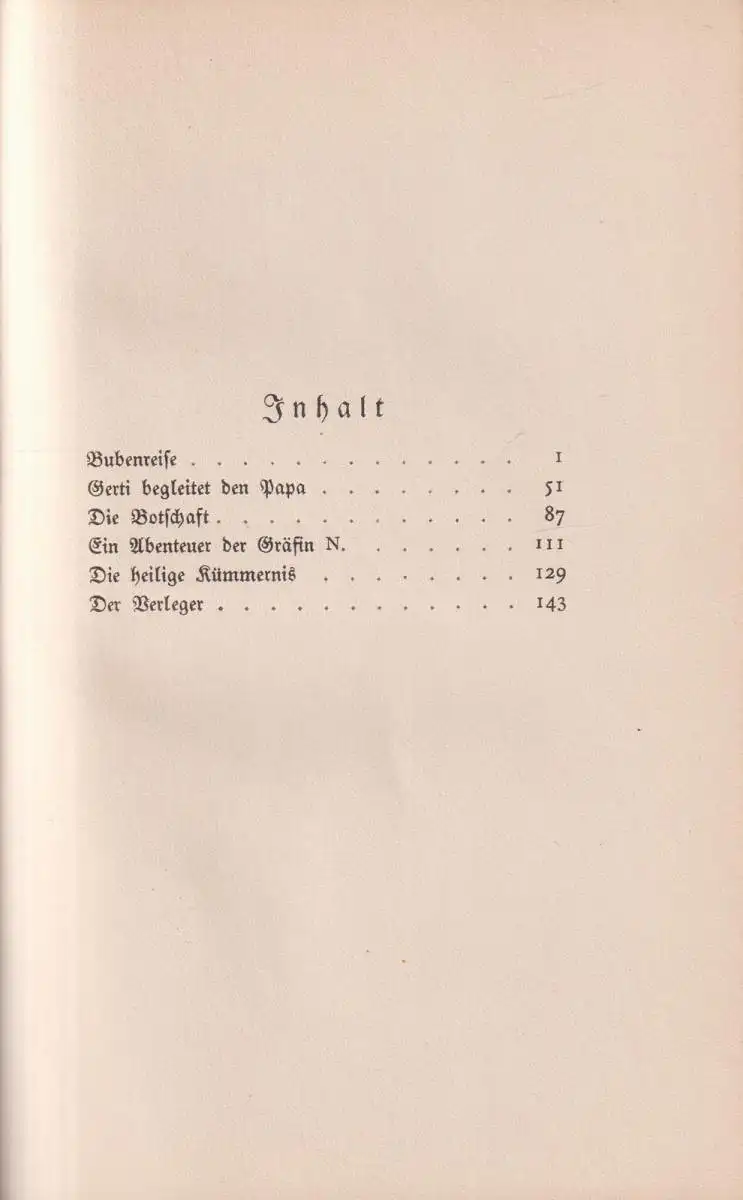 Inhalt
Bubenreise . . . . . . . . . . . . . 1
Gerti begleitet den Papa . . . . . . . . 51
Die Botschaft . . . . . . . . . . . . 87
Ein Abenteuer der Gräfin N. . . . . . . 111
Die heilige Kümmernis . . . . . . . . 129
Der Verleger . . . . . . . . . . . . 143